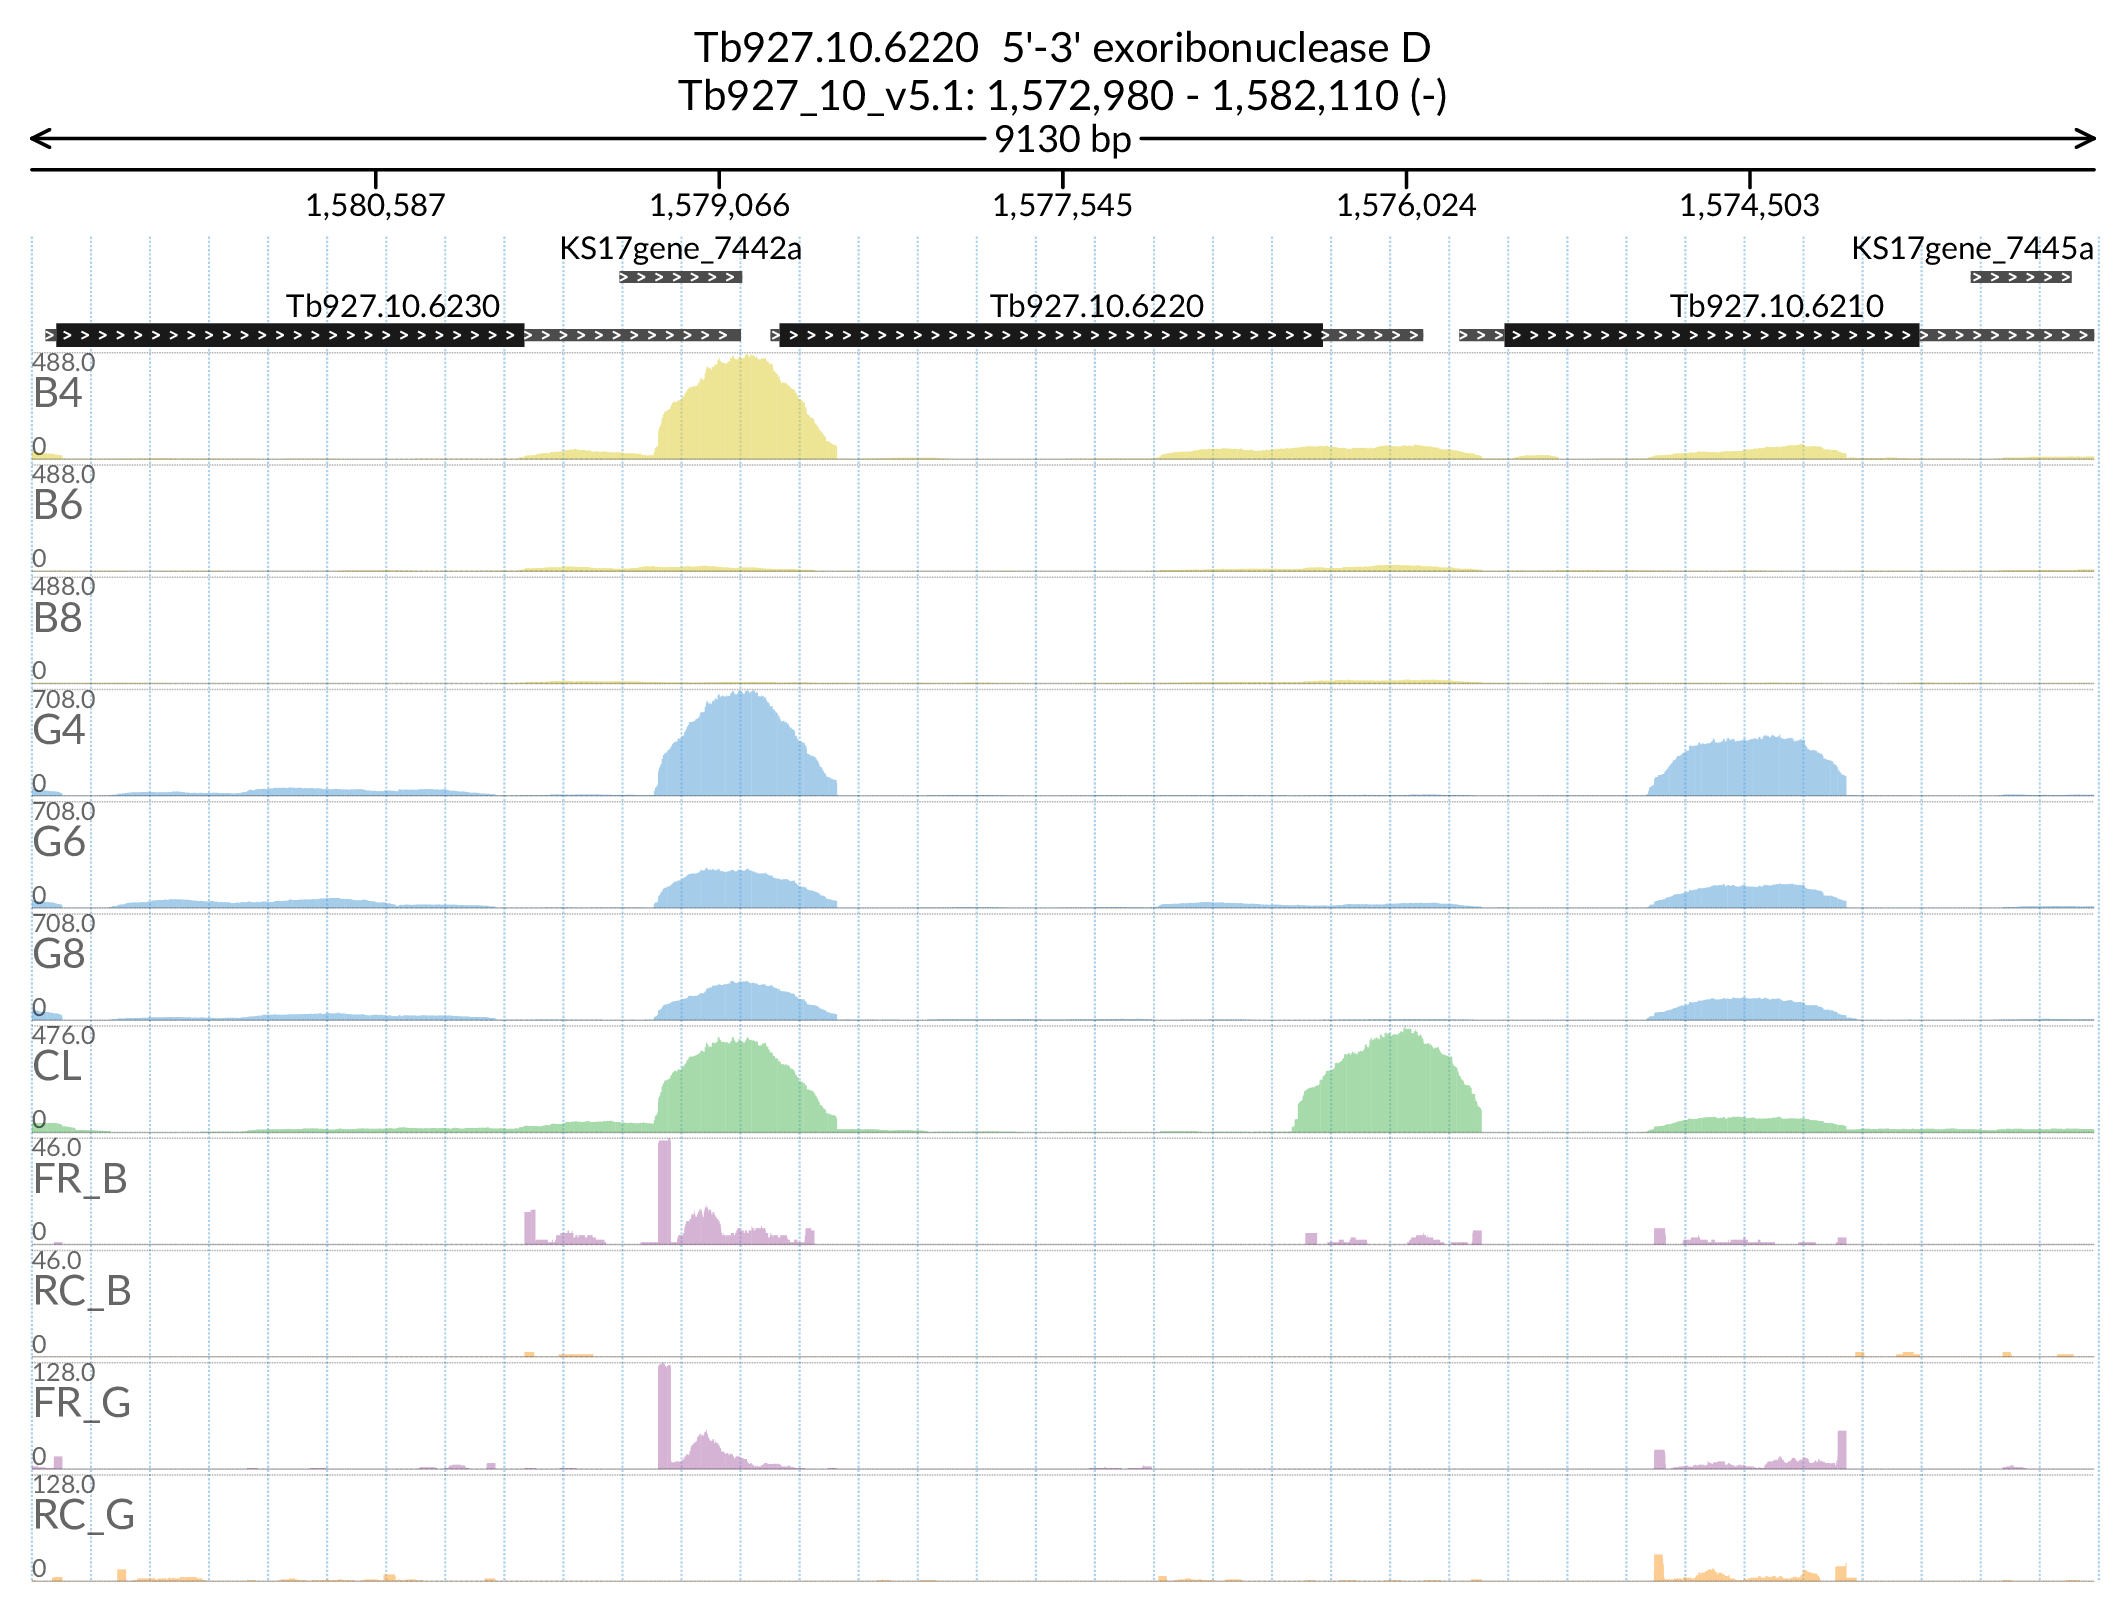 Tb927.10.6220  5'-3' exoribonuclease D
Tb927_10_v5.1: 1,572,980 - 1,582,110 (-)
9130 bp
1,580,587 1,579,066 1,577,545 1,576,024 1,574,503
KS17gene_7442a KS17gene_7445a
Tb927.10.6230 Tb927.10.6220 Tb927.10.6210
488.0
B4
0
488.0
B6
0
488.0
B8
0
708.0
G4
0
708.0
G6
0
708.0
G8
0
476.0
CL
0
46.0
FR_B
0
46.0
RC_B
0
128.0
FR_G
0
128.0
RC_G
0